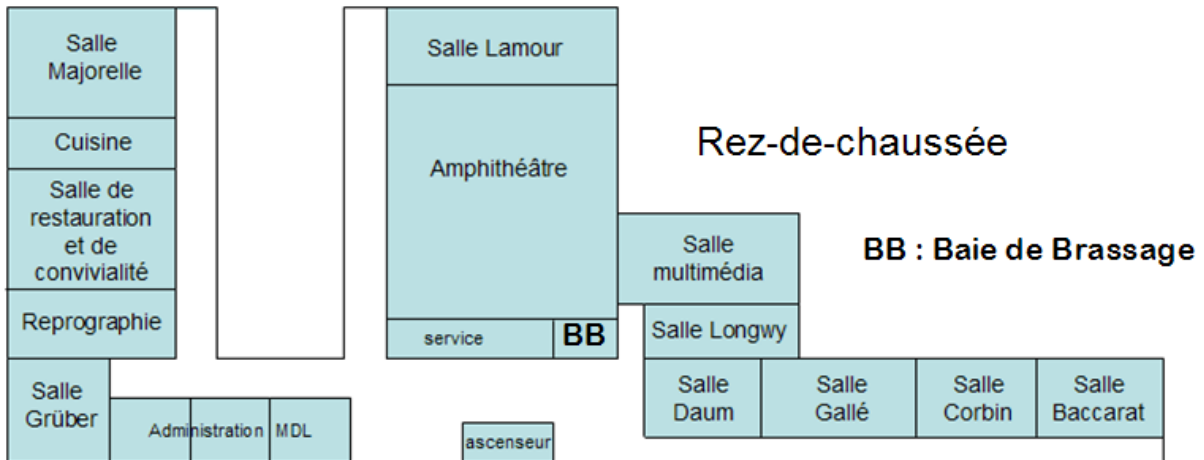 Salle
Majorelle
Cuisine
Salle de
restauration
et de
convivialité
Reprographie
Salle
Grüber
Administration
MDL
Salle Lamour
Amphithéâtre
service
BB
ascenseur
Rez-de-chaussée
BB : Baie de Brassage
Salle
multimédia
Salle Longwy
Salle
Daum
Salle
Gallé
Salle
Corbin
Salle
Baccarat